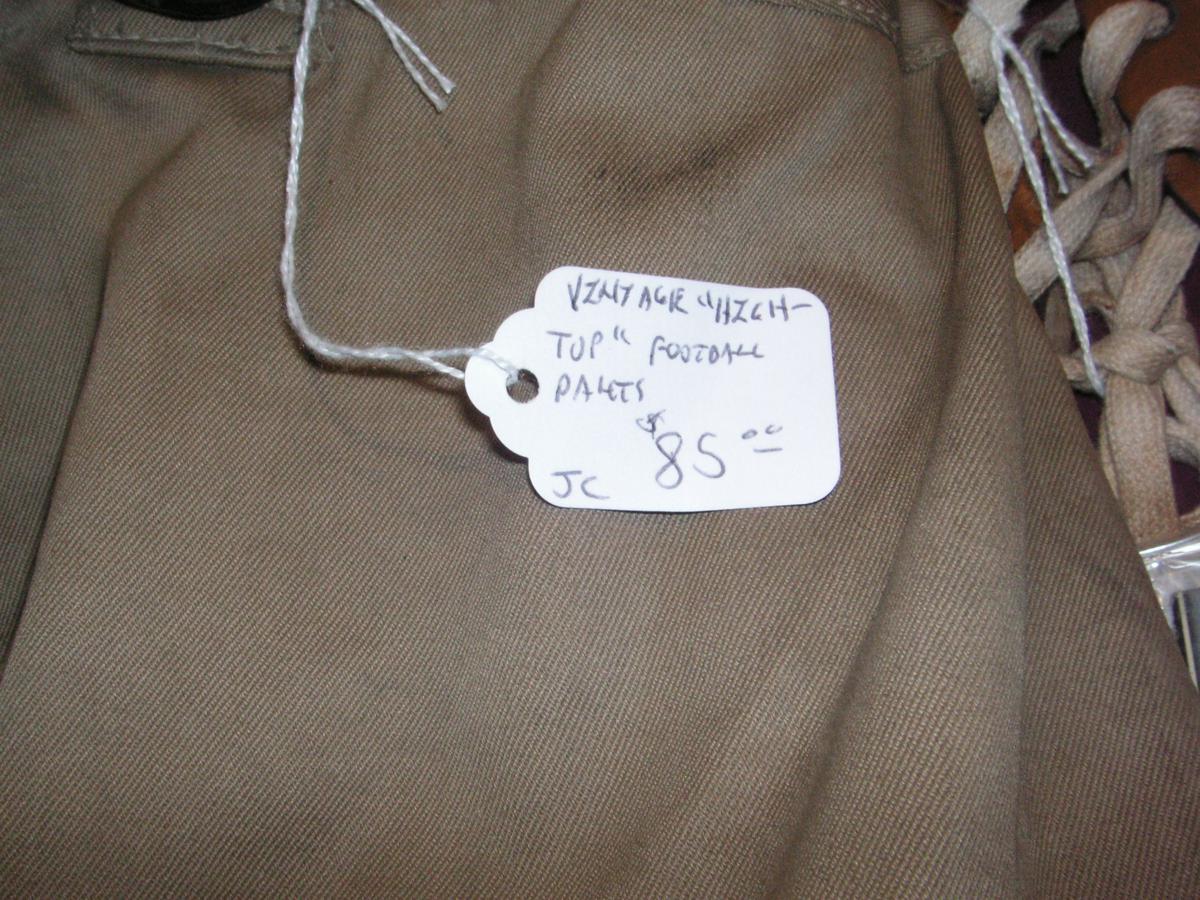 VINTAGE "HIGH-
TOP" FOOTBALL
PANTS
$85.00
JC